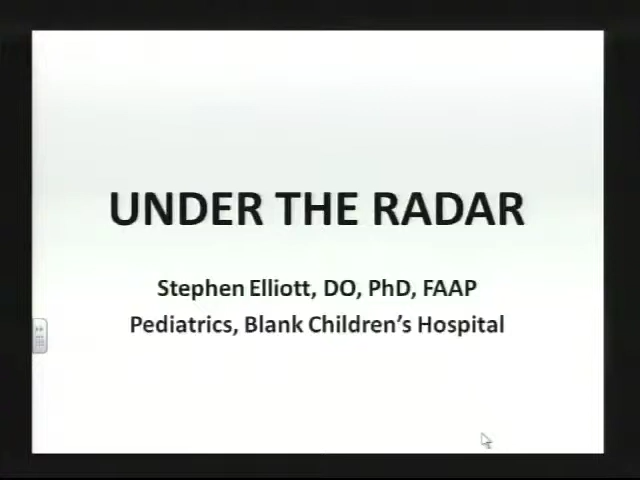 UNDER THE RADAR
Stephen Elliott, DO, PhD, FAAP
Pediatrics, Blank Children's Hospital